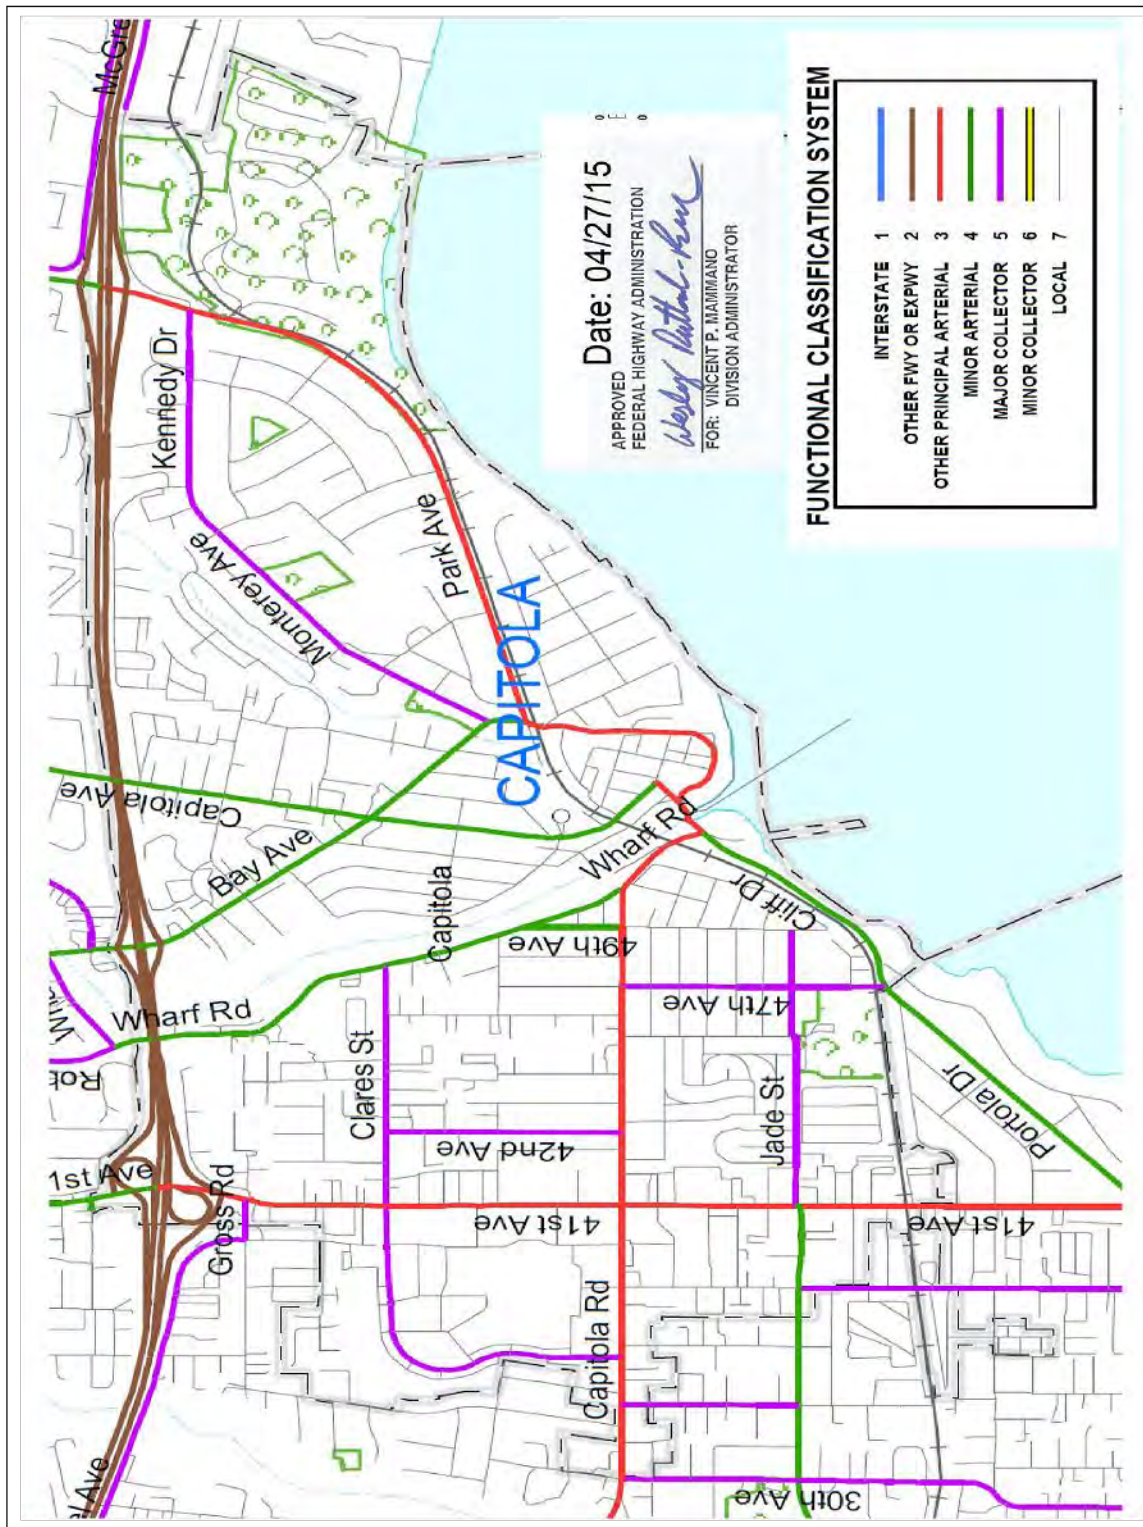 McGre
Kennedy Dr
Monterey Ave
Park Ave
CAPITOLA
Capitola Ave
Bay Ave
Capitola
Wharf Rd
Cliff Dr
49th Ave
47th Ave
Wharf Rd
Clares St
42nd Ave
Jade St
Portola Dr
Rob
1st Ave
Gross Rd
41st Ave
41st Ave
Capitola Rd
30th Ave
el Ave
Date: 04/27/15
APPROVED
FEDERAL HIGHWAY ADMINISTRATION
FOR: VINCENT P. MAMMANO
DIVISION ADMINISTRATOR
FUNCTIONAL CLASSIFICATION SYSTEM
INTERSTATE 1
OTHER FWY OR EXPWY 2
OTHER PRINCIPAL ARTERIAL 3
MINOR ARTERIAL 4
MAJOR COLLECTOR 5
MINOR COLLECTOR 6
LOCAL 7